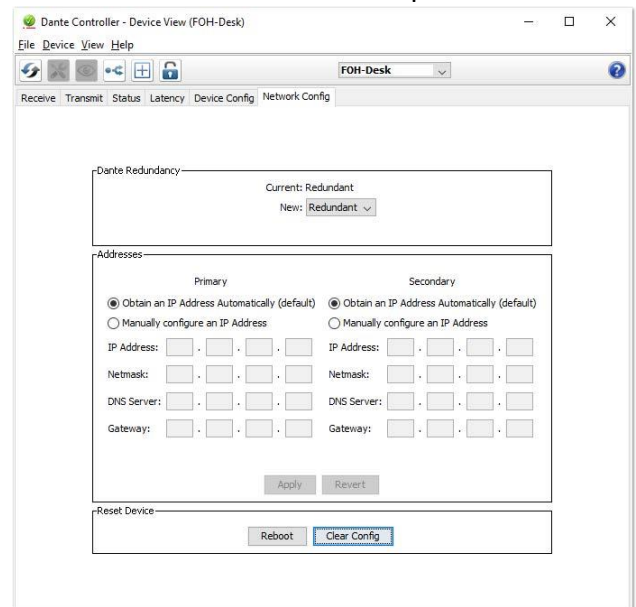 Dante Controller - Device View (FOH-Desk)
File Device View Help
FOH-Desk
Receive Transmit Status Latency Device Config Network Config
Dante Redundancy
Current: Redundant
New: Redundant
Addresses
Primary Secondary
Obtain an IP Address Automatically (default) Obtain an IP Address Automatically (default)
Manually configure an IP Address Manually configure an IP Address
IP Address: . . . IP Address: . . .
Netmask: . . . Netmask: . . .
DNS Server: . . . DNS Server: . . .
Gateway: . . . Gateway: . . .
Apply Revert
Reset Device
Reboot Clear Config